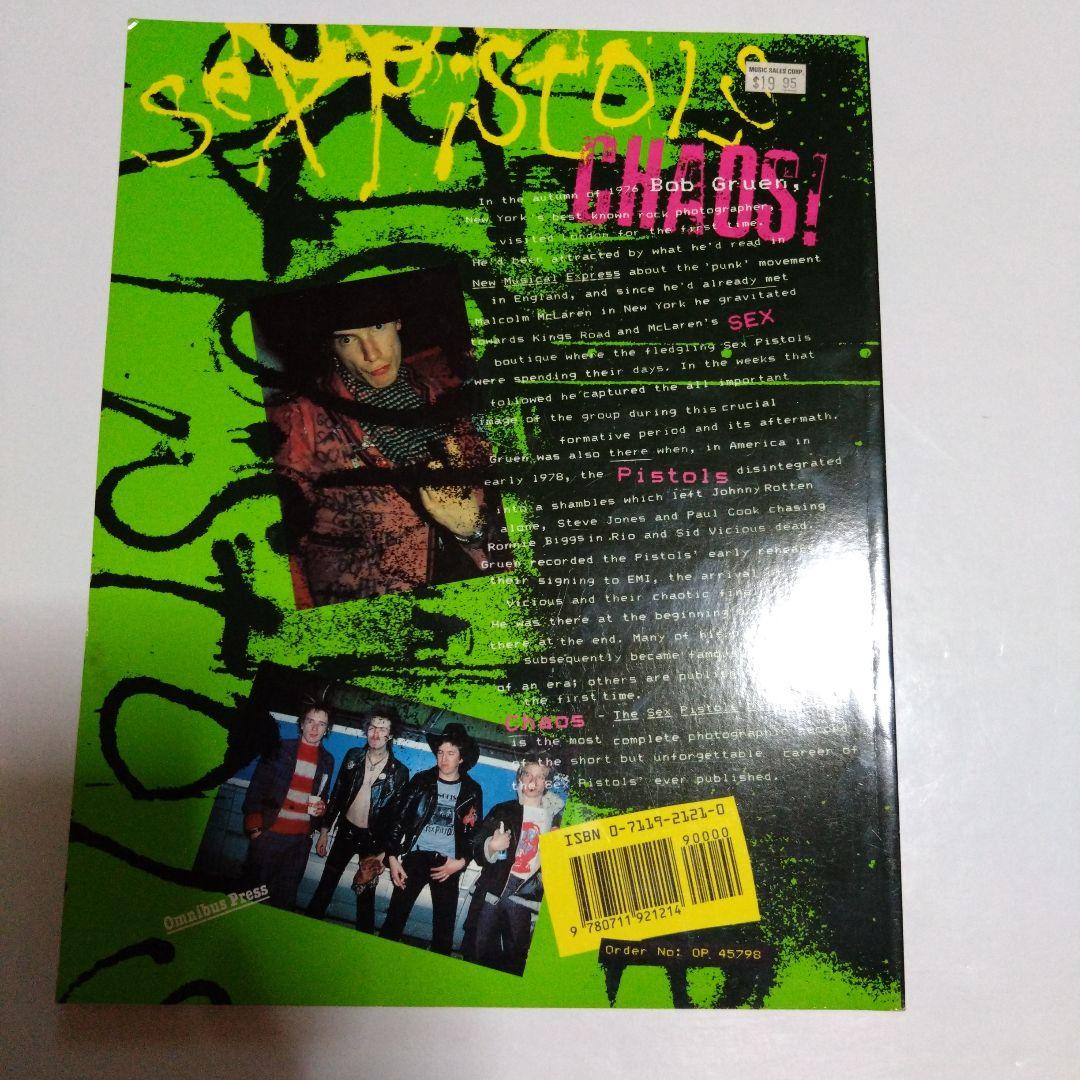 SEX PISTOLS
MUSIC SALES CORP.
$19 95
CHAOS!
In the autumn of 1976 Bob Gruen,
New York's best known rock photographer,
visited London for the first time.
He'd been attracted by what he'd read in
New Musical Express about the 'punk' movement
in England, and since he'd already met
Malcolm McLaren in New York he gravitated
towards Kings Road and McLaren's SEX
boutique where the fledgling Sex Pistols
were spending their days. In the weeks that
followed he captured the all important
image of the group during this crucial
formative period and its aftermath.
Gruen was also there when, in America in
early 1978, the Pistols disintegrated
into a shambles which left Johnny Rotten
alone, Steve Jones and Paul Cook chasing
Ronnie Biggs in Rio and Sid Vicious dead.
Gruen recorded the Pistols' early
their signing to EMI, the arrival
Vicious and their chaotic
He was there at the beginning
there at the end. Many of his
subsequently became
of an era; others are
the first time.
Chaos - The Sex Pistols
is the most complete photographic
of the short but unforgettable career of
the Sex Pistols' ever published.
ISBN 0-7119-2121-0
90000
9 780711 921214
Omnibus Press
Order No: OP 45798